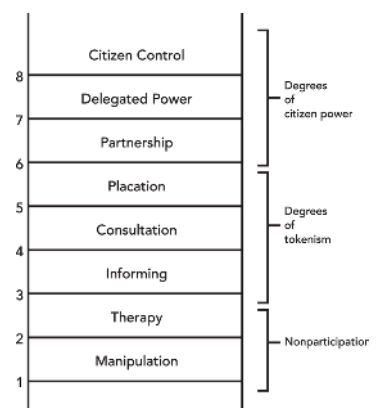 Citizen Control
8
Delegated Power
7
Partnership
6
Placation
5
Consultation
4
Informing
3
Therapy
2
Manipulation
1
Degrees
of
citizen power
Degrees
of
tokenism
Nonparticipation